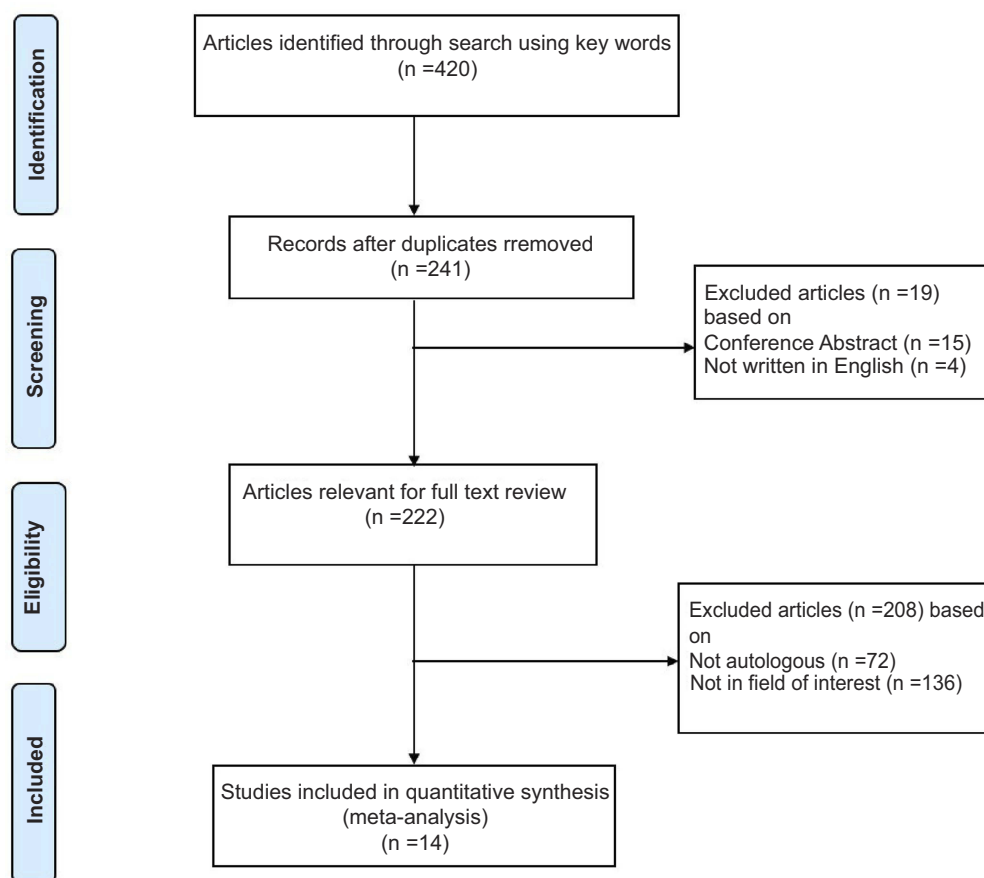 Identification
Articles identified through search using key words
(n =420)
Records after duplicates rremoved
(n =241)
Screening
Excluded articles (n =19)
based on
Conference Abstract (n =15)
Not written in English (n =4)
Articles relevant for full text review
(n =222)
Eligibility
Excluded articles (n =208) based
on
Not autologous (n =72)
Not in field of interest (n =136)
Included
Studies included in quantitative synthesis
(meta-analysis)
(n =14)